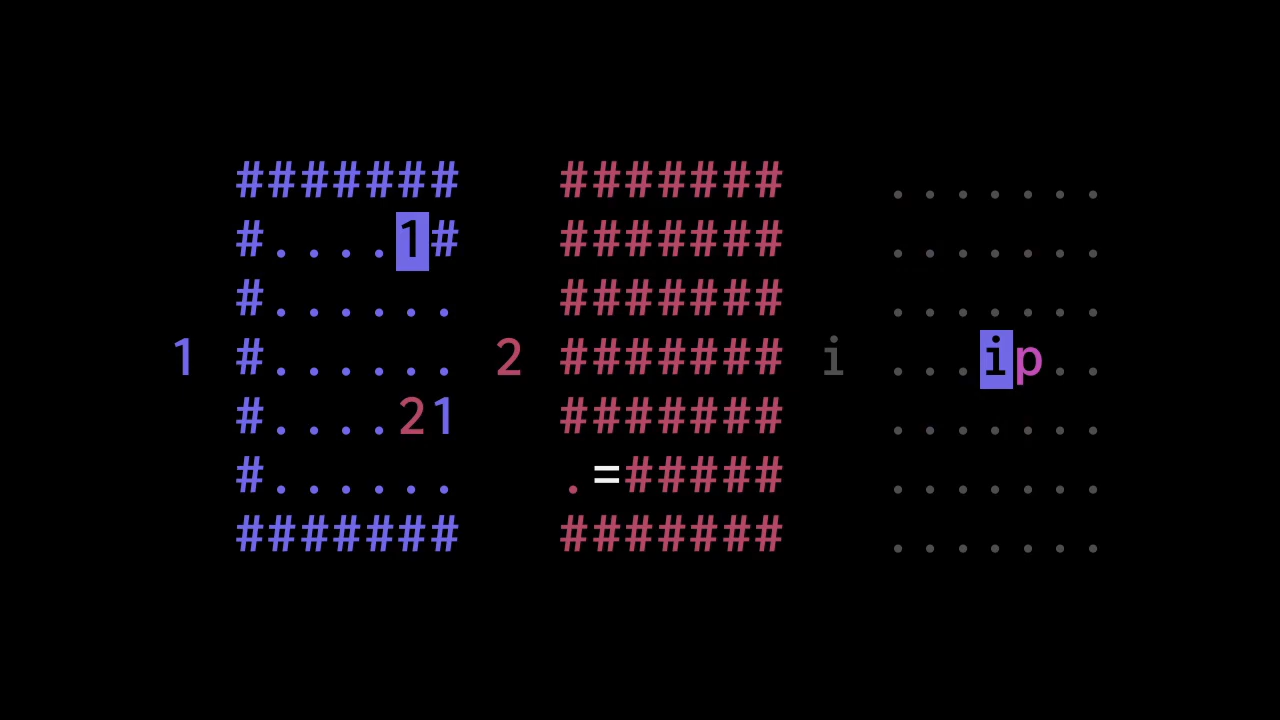 ####### ####### . . . . . . .
#....1# ####### . . . . . . .
#...... ####### . . . . . . .
1 #...... 2 ####### i ...ip..
#....21 ####### . . . . . . .
#...... .=##### . . . . . . .
####### ####### . . . . . . .